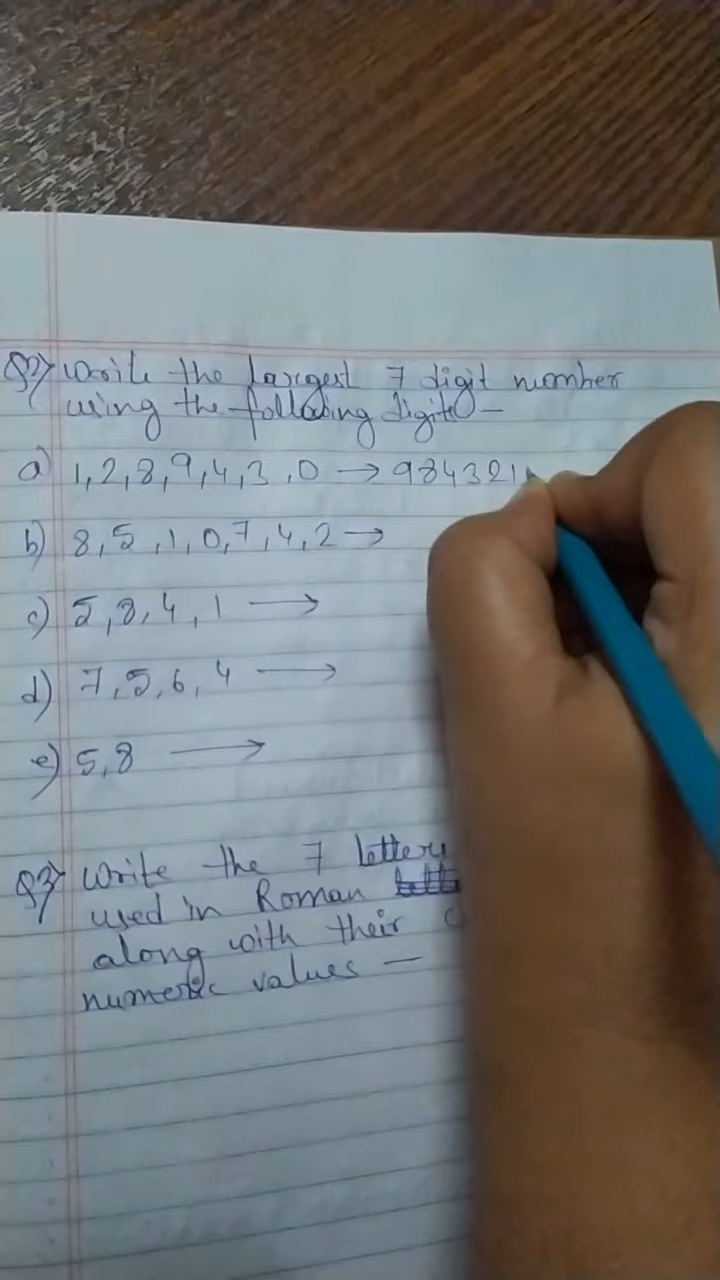 Q2) Write the largest 7 digit number
using the following digits -
a) 1,2,8,9,4,3,0 → 984321
b) 8,5,1,0,7,4,2 →
c) 5,8,4,1 →
d) 7,5,6,4 →
e) 5,8 →
Q3) Write the 7 letters
used in Roman
along with their
numeric values -